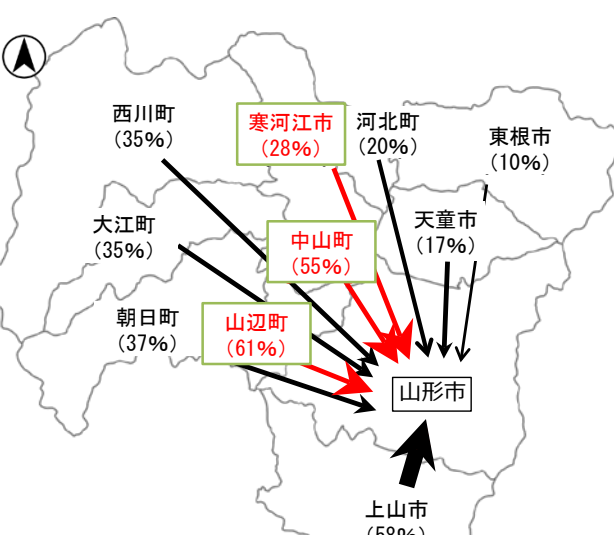 西川町
(35%)
寒河江市
(28%)
河北町
(20%)
東根市
(10%)
大江町
(35%)
中山町
(55%)
天童市
(17%)
朝日町
(37%)
山辺町
(61%)
山形市
上山市
(58%)